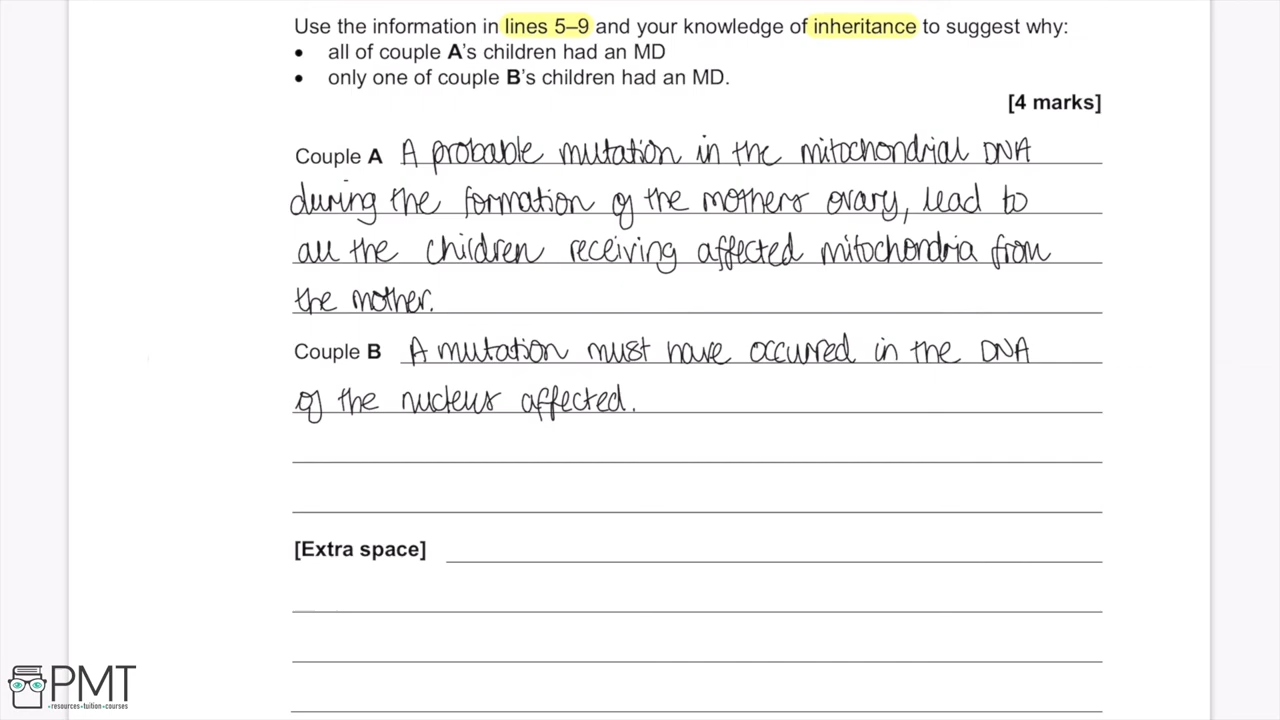 Use the information in lines 5–9 and your knowledge of inheritance to suggest why:
• all of couple A's children had an MD
• only one of couple B's children had an MD.
[4 marks]
Couple A A probable mutation in the mitochondrial DNA
during the formation of the mothers ovary, lead to
all the children receiving affected mitochondria from
the mother.
Couple B A mutation must have occurred in the DNA
of the nucleus affected.
[Extra space]
PMT
•resources•tuition•courses